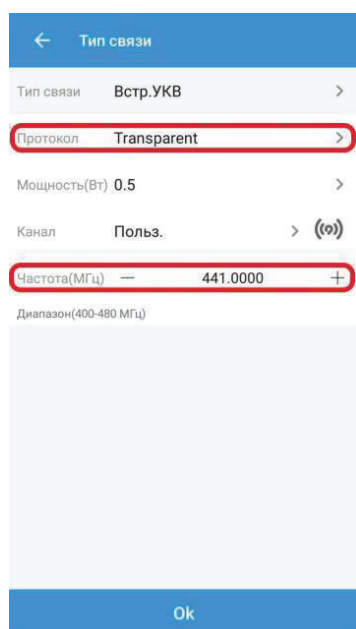 ← Тип связи
Тип связи Встр.УКВ >
Протокол Transparent >
Мощность(Вт) 0.5 >
Канал Польз. >
Частота(МГц) — 441.0000 +
Диапазон(400-480 МГц)
Ok